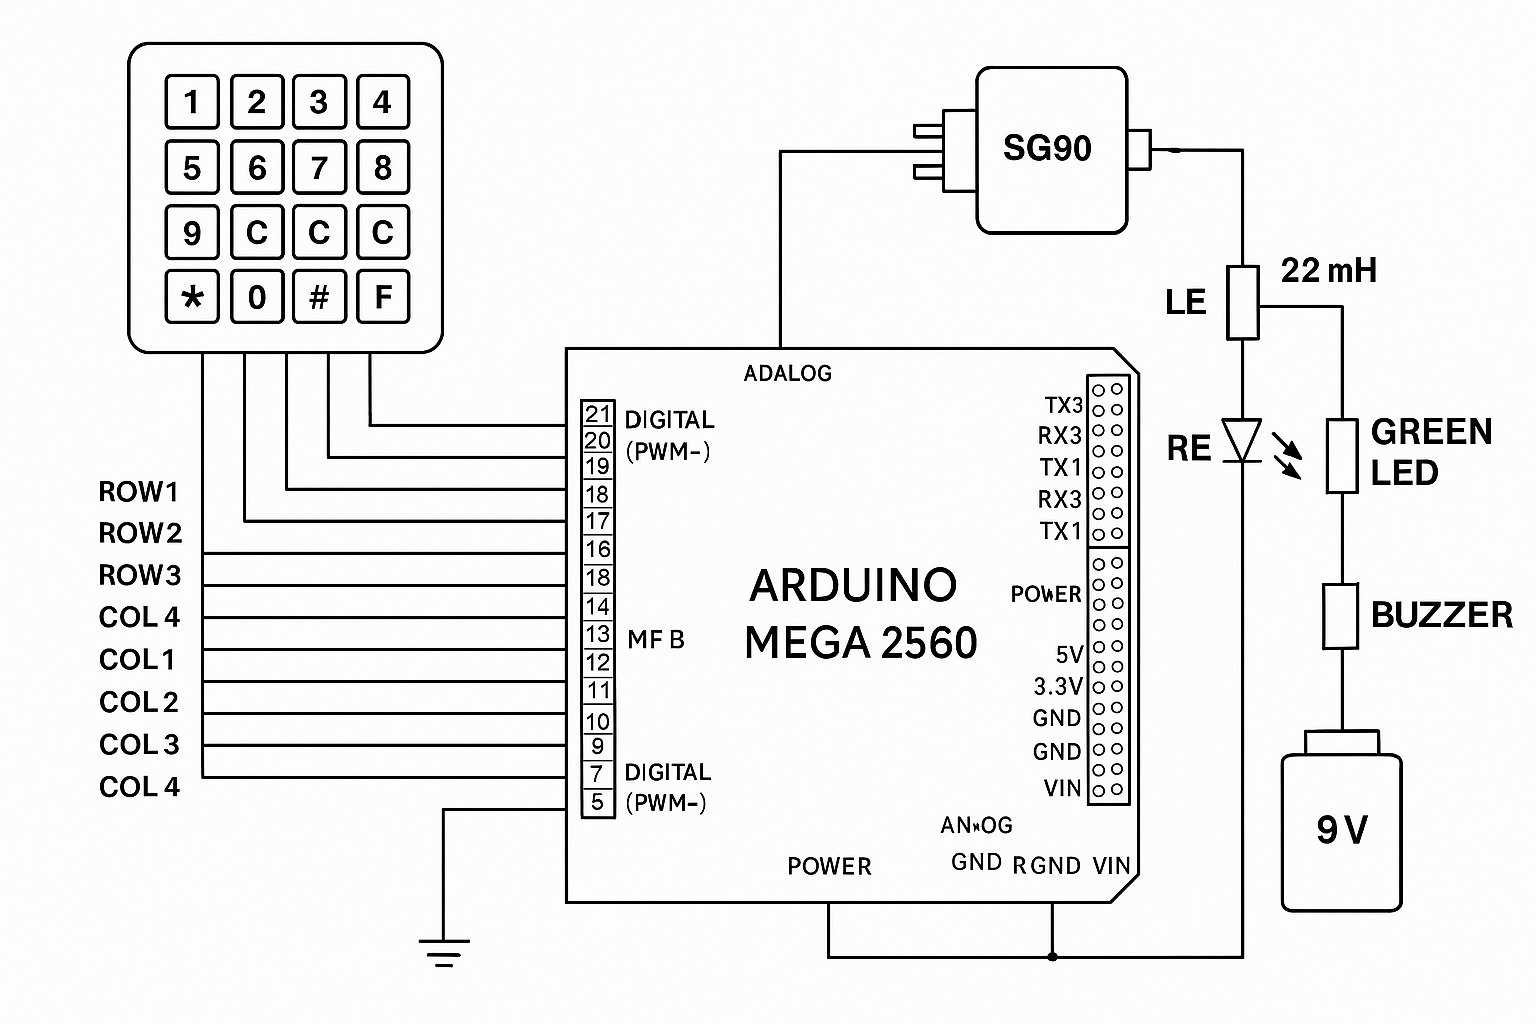 1 2 3 4
5 6 7 8
9 C C C
* 0 # F
SG90
22 mH
LE
RE
GREEN
LED
BUZZER
9 V
ROW1
ROW2
ROW3
COL 4
COL 1
COL 2
COL 3
COL 4
ADALOG
21
20
19
18
17
16
18
14
13
12
11
10
9
7
5
DIGITAL
(PWM-)
MF B
DIGITAL
(PWM-)
ARDUINO
MEGA 2560
TX3
RX3
TX1
RX3
TX1
POWER
5V
3.3V
GND
GND
VIN
POWER
GND R GND VIN